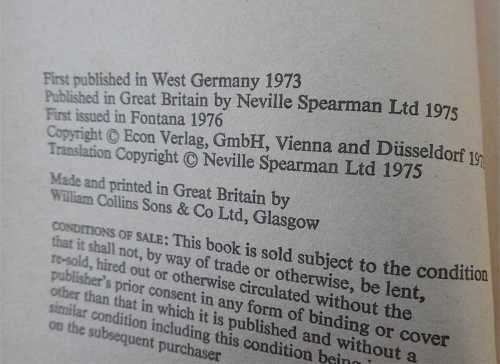 First published in West Germany 1973
Published in Great Britain by Neville Spearman Ltd 1975
First issued in Fontana 1976
Copyright © Econ Verlag, GmbH, Vienna and Düsseldorf 197
Translation Copyright © Neville Spearman Ltd 1975
Made and printed in Great Britain by
William Collins Sons & Co Ltd, Glasgow
CONDITIONS OF SALE: This book is sold subject to the condition
that it shall not, by way of trade or otherwise, be lent,
re-sold, hired out or otherwise circulated without the
publisher's prior consent in any form of binding or cover
other than that in which it is published and without a
similar condition including this condition being
on the subsequent purchaser